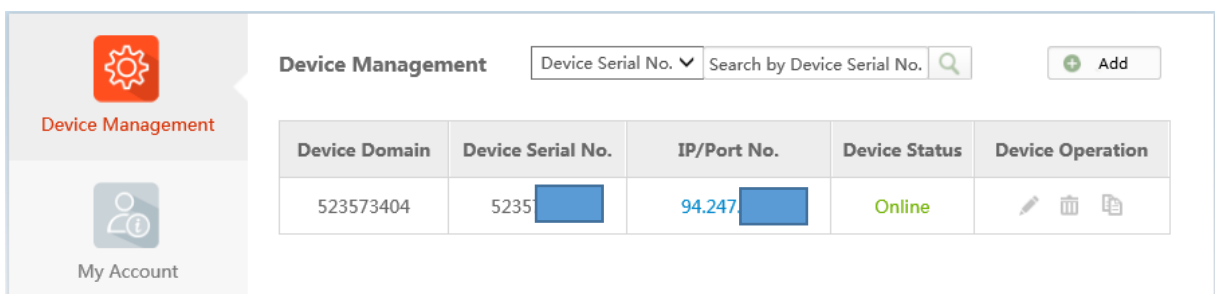 Device Management
Device Serial No.
Search by Device Serial No.
Add
Device Management
Device Domain Device Serial No. IP/Port No. Device Status Device Operation
523573404 5235 94.247. Online
My Account